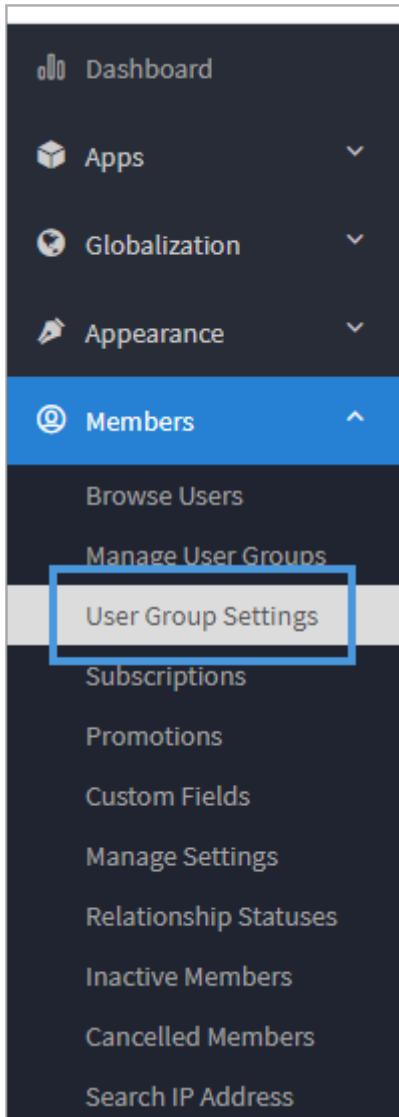 Dashboard
Apps
Globalization
Appearance
Members
Browse Users
Manage User Groups
User Group Settings
Subscriptions
Promotions
Custom Fields
Manage Settings
Relationship Statuses
Inactive Members
Cancelled Members
Search IP Address